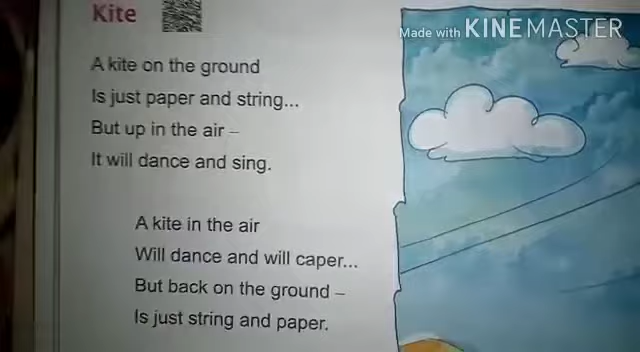 Kite
Made with KINEMASTER
A kite on the ground
Is just paper and string...
But up in the air –
It will dance and sing.
A kite in the air
Will dance and will caper...
But back on the ground –
Is just string and paper.